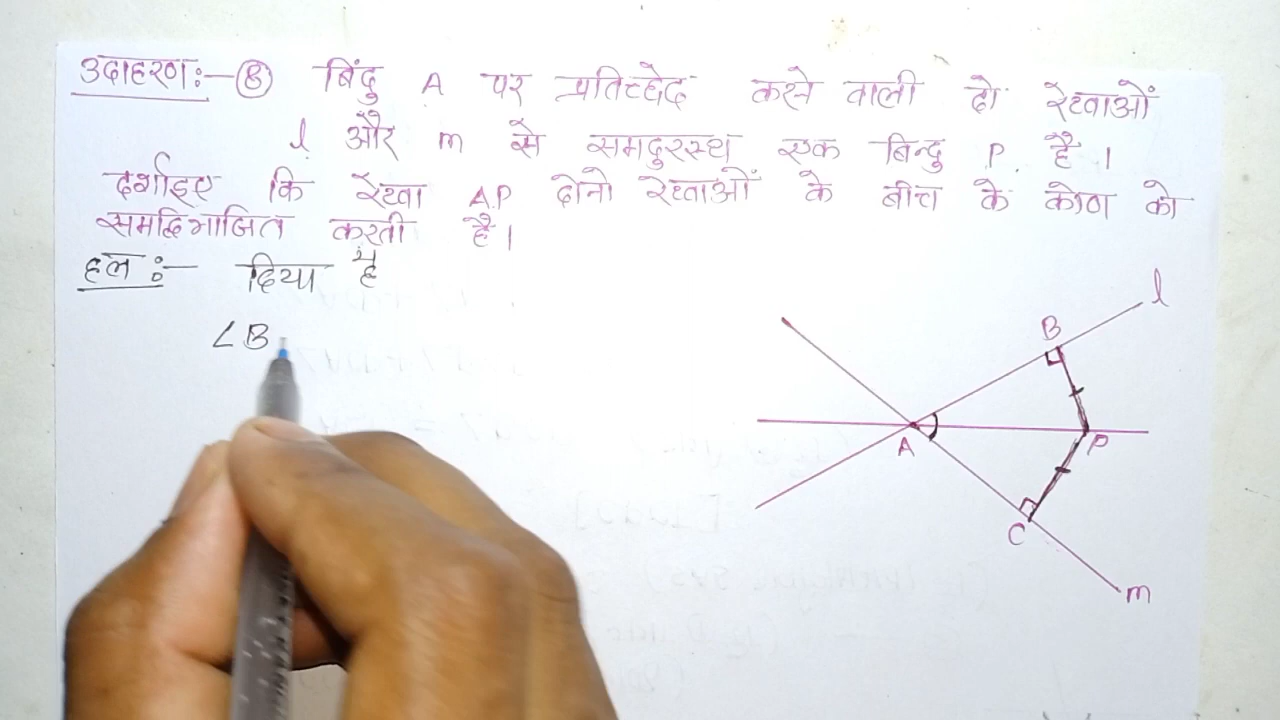 उदाहरण:- ⑧ बिंदु A पर प्रतिच्छेद करने वाली दो रेखाओं
l और m से समदुरस्थ एक बिन्दु P है।
दर्शाइए कि रेखा AP दोनो रेखाओं के बीच के कोण को
समद्विभाजित करती है।
हल :- दिया है
∠B
l
B
A
P
C
m